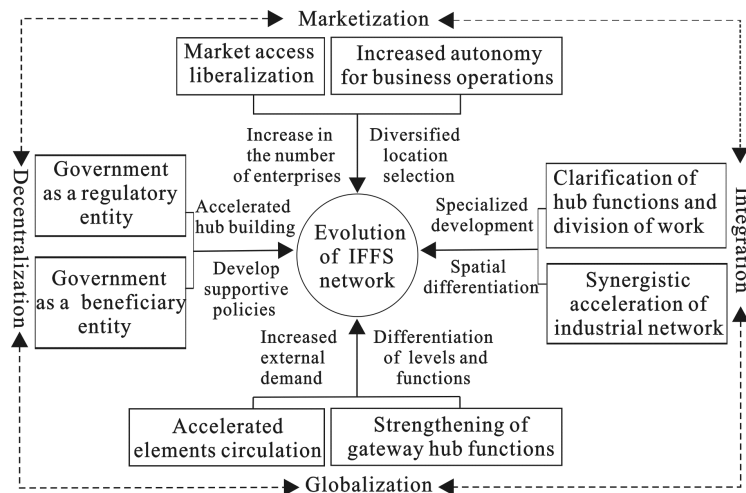 Marketization
Market access
liberalization
Increased autonomy
for business operations
Increase in
the number
of enterprises
Diversified
location
selection
Decentralization
Government
as a regulatory
entity
Government
as a beneficiary
entity
Accelerated
hub building
Develop
supportive
policies
Evolution
of IFFS
network
Specialized
development
Spatial
differentiation
Clarification of
hub functions and
division of work
Synergistic
acceleration of
industrial network
Integration
Increased
external
demand
Differentiation
of levels and
functions
Accelerated
elements circulation
Strengthening of
gateway hub functions
Globalization